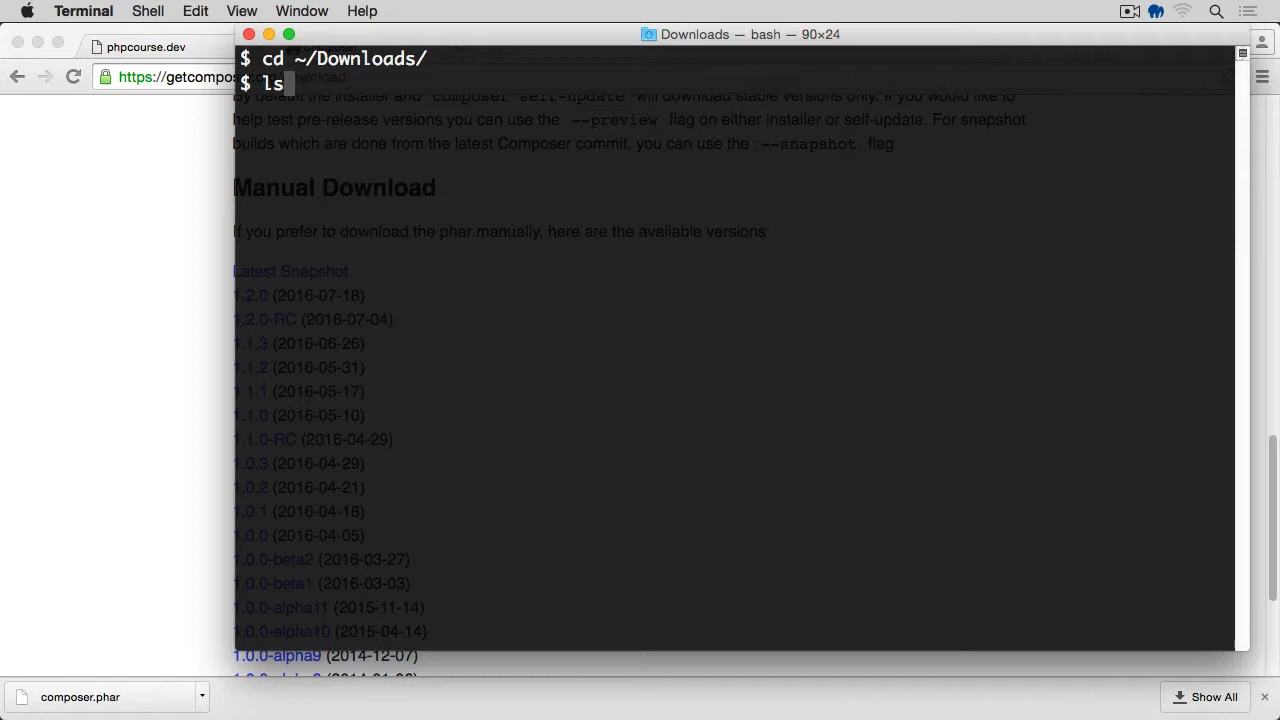 Terminal Shell Edit View Window Help
phpcourse.dev
Downloads — bash — 90×24
https://getcomposer.org/download/
$ cd ~/Downloads/
$ ls
By default the installer and composer self-update will download stable versions only. If you would like to
help test pre-release versions you can use the --preview flag on either installer or self-update. For snapshot
builds which are done from the latest Composer commit, you can use the --snapshot flag.
Manual Download
If you prefer to download the phar manually, here are the available versions:
Latest Snapshot
1.2.0 (2016-07-18)
1.2.0-RC (2016-07-04)
1.1.3 (2016-06-26)
1.1.2 (2016-05-31)
1.1.1 (2016-05-17)
1.1.0 (2016-05-10)
1.1.0-RC (2016-04-29)
1.0.3 (2016-04-29)
1.0.2 (2016-04-21)
1.0.1 (2016-04-18)
1.0.0 (2016-04-05)
1.0.0-beta2 (2016-03-27)
1.0.0-beta1 (2016-03-03)
1.0.0-alpha11 (2015-11-14)
1.0.0-alpha10 (2015-04-14)
1.0.0-alpha9 (2014-12-07)
composer.phar
Show All